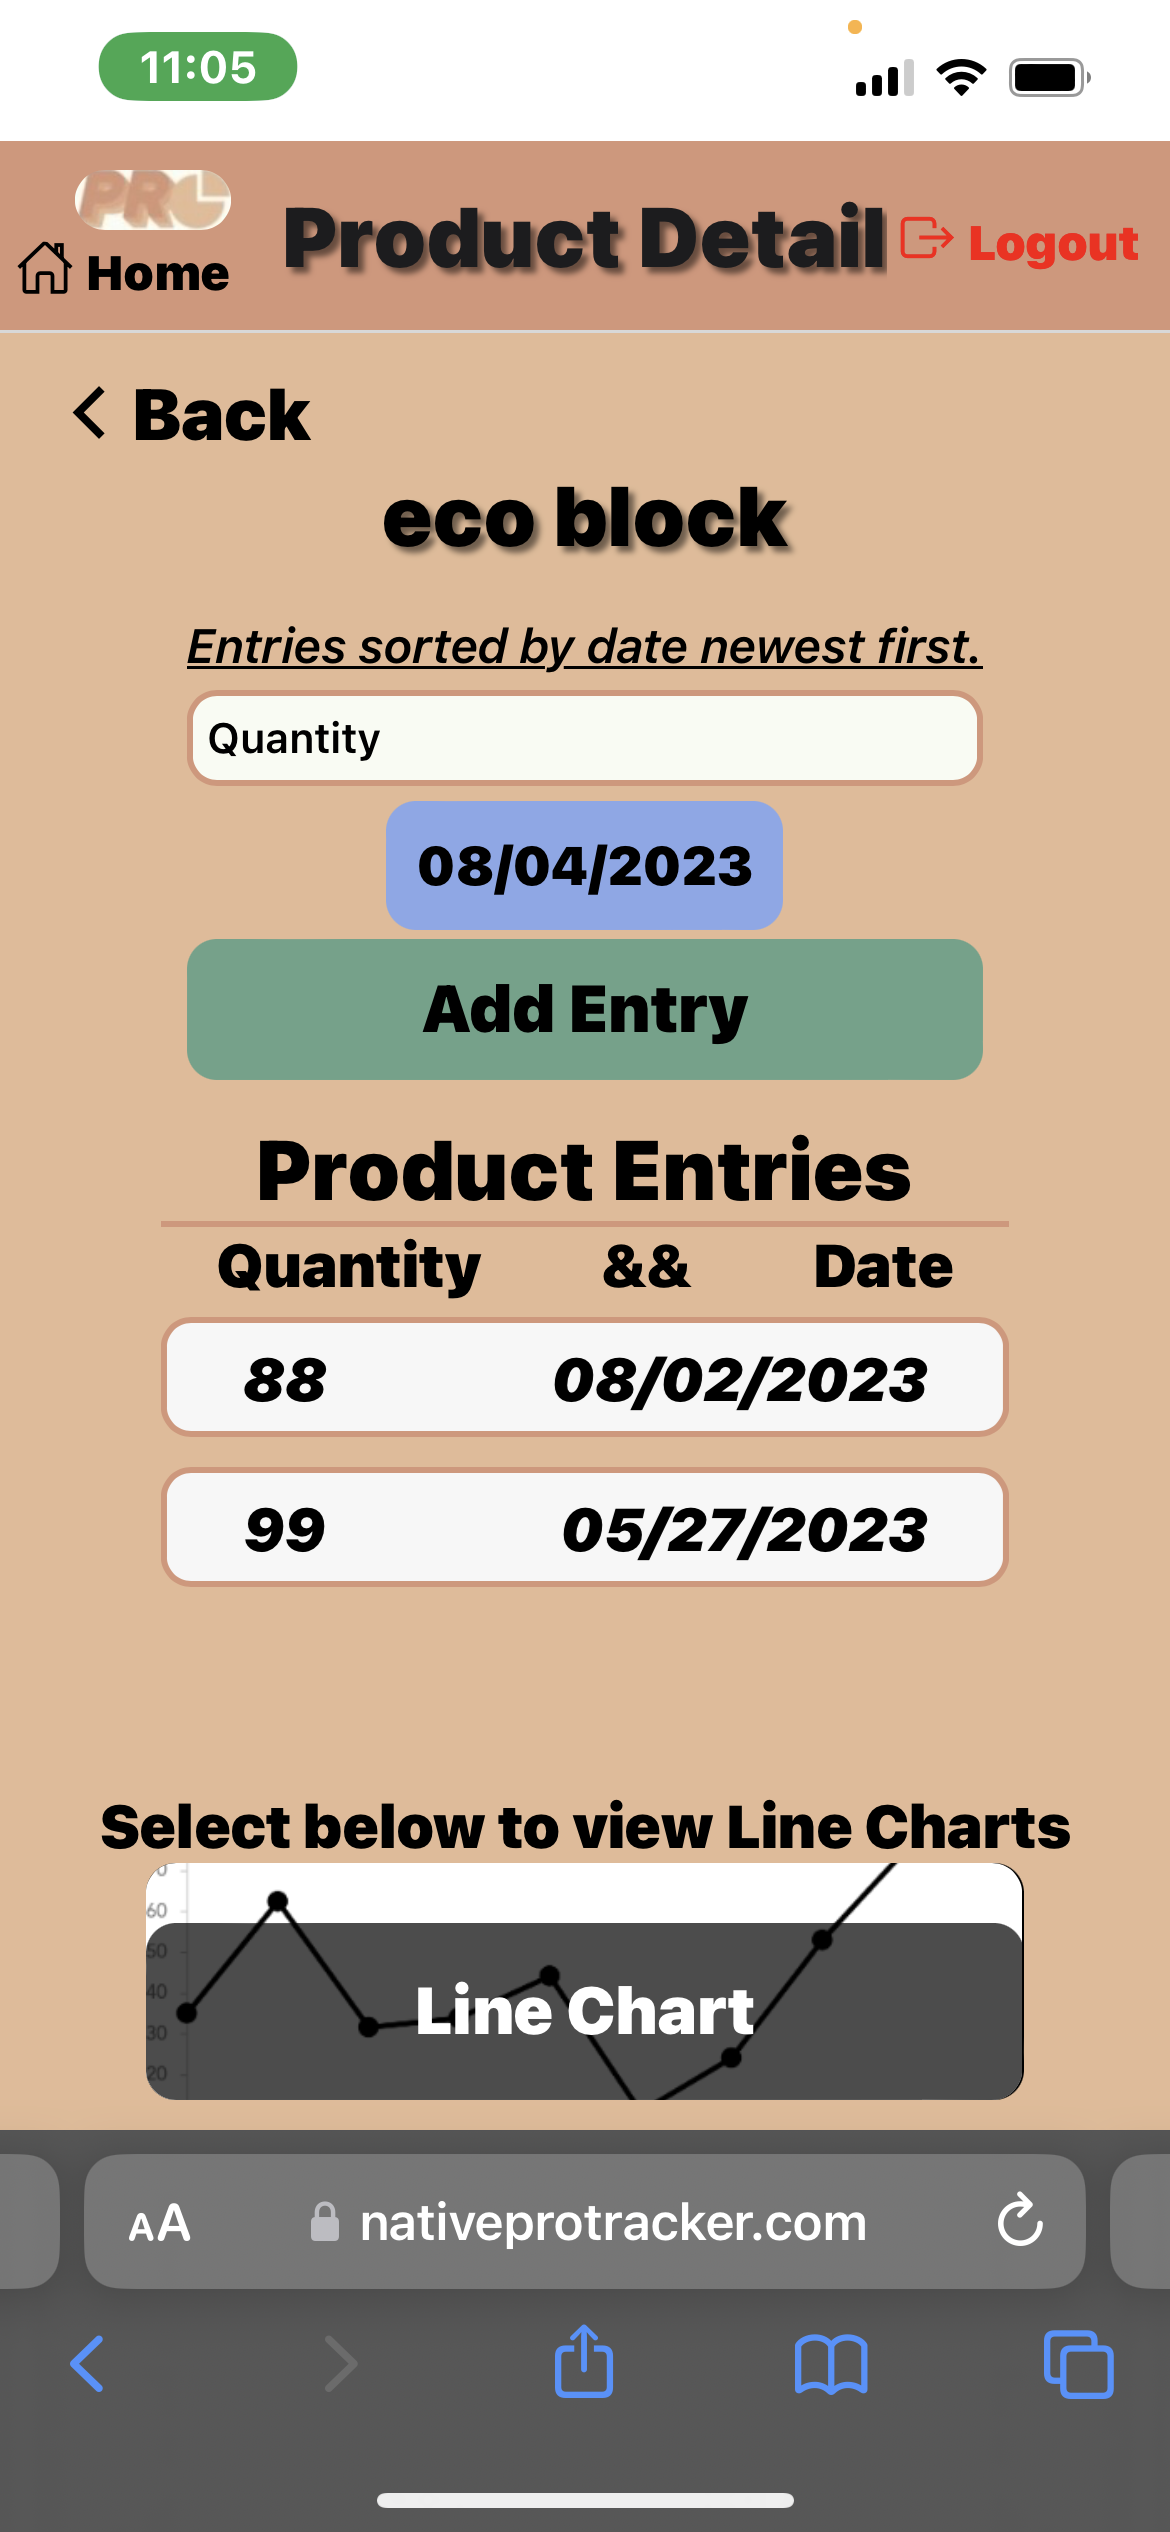 11:05
PRO
Home
Product Detail
Logout
Back
eco block
Entries sorted by date newest first.
Quantity
08/04/2023
Add Entry
Product Entries
Quantity && Date
88 08/02/2023
99 05/27/2023
Select below to view Line Charts
60
50
40
30
20
Line Chart
AA nativeprotracker.com